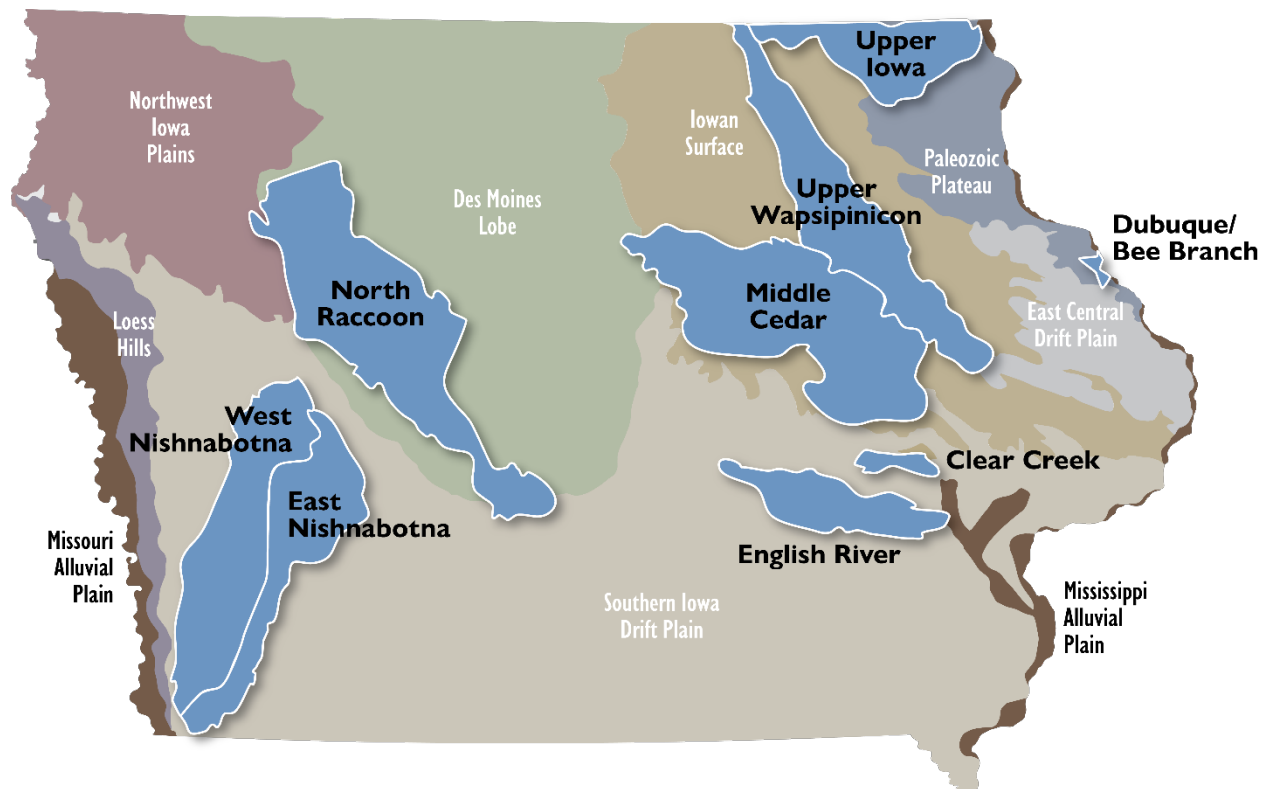 Upper
Iowa
Northwest
Iowa
Plains
Iowan
Surface
Paleozoic
Plateau
Des Moines
Lobe
Upper
Wapsipinicon
Dubuque/
Bee Branch
North
Raccoon
Middle
Cedar
East Central
Drift Plain
Loess
Hills
West
Nishnabotna
Clear Creek
East
Nishnabotna
English River
Missouri
Alluvial
Plain
Southern Iowa
Drift Plain
Mississippi
Alluvial
Plain